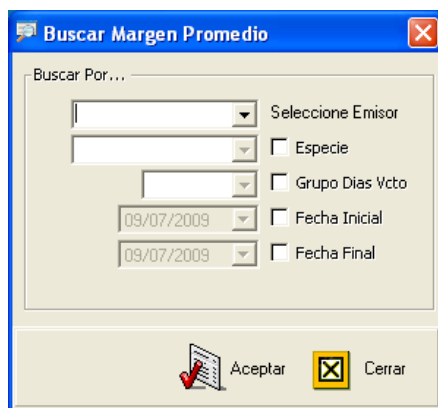 Buscar Margen Promedio
Buscar Por...
Seleccione Emisor
Especie
Grupo Dias Vcto
09/07/2009 Fecha Inicial
09/07/2009 Fecha Final
Aceptar Cerrar